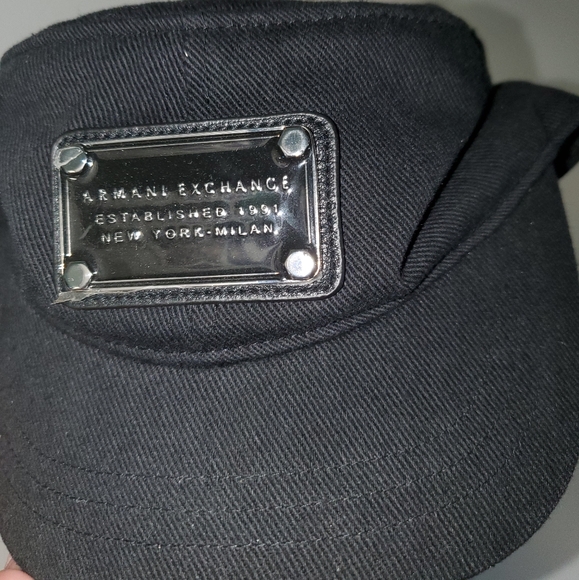 ARMANI EXCHANGE
ESTABLISHED 1991
NEW YORK-MILAN